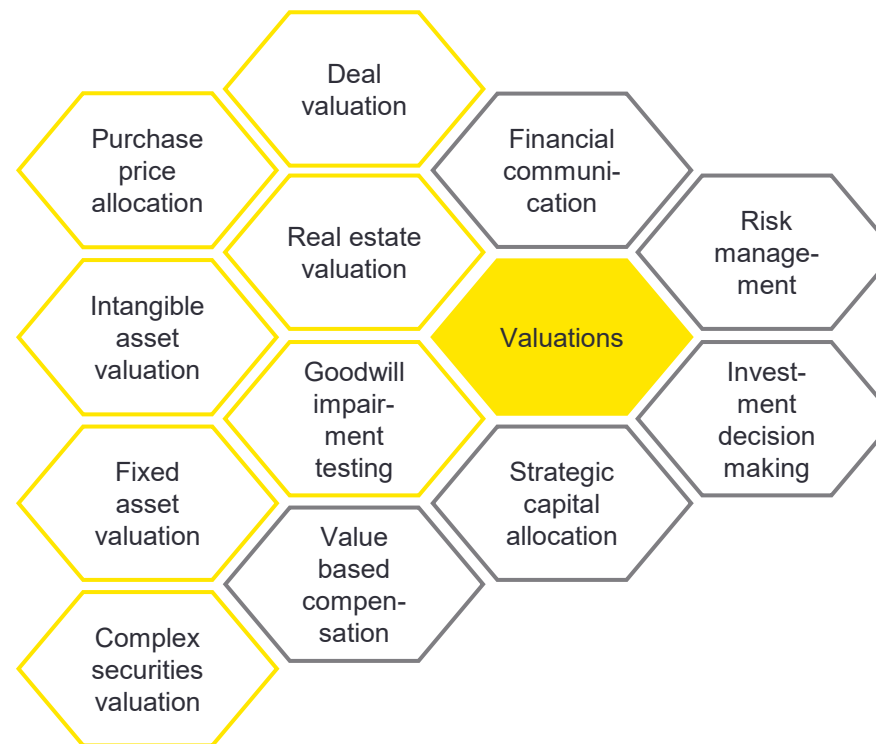 Deal
valuation
Purchase
price
allocation
Financial
communi-
cation
Real estate
valuation
Risk
manage-
ment
Intangible
asset
valuation
Valuations
Goodwill
impair-
ment
testing
Invest-
ment
decision
making
Fixed
asset
valuation
Strategic
capital
allocation
Value
based
compen-
sation
Complex
securities
valuation